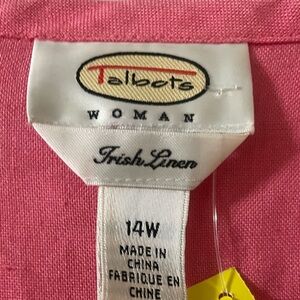 Talbots
WOMAN
Irish Linen
14W
MADE IN
CHINA
FABRIQUE EN
CHINE